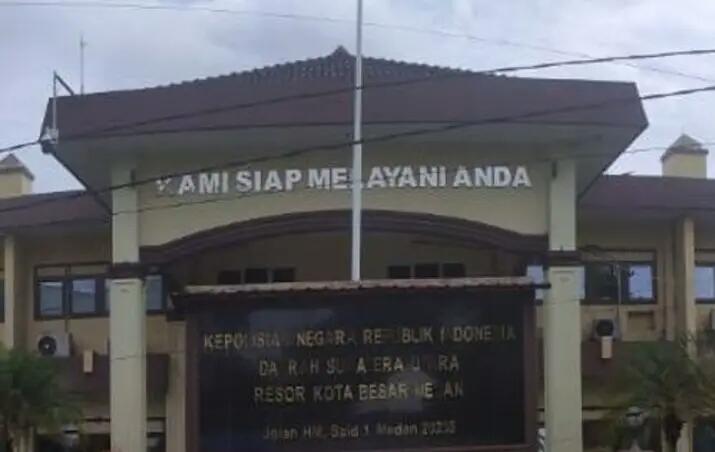 KAMI SIAP MELAYANI ANDA
KEPOLISIAN NEGARA REPUBLIK INDONESIA
DAERAH SUMATERA UTARA
RESOR KOTA BESAR MEDAN
Jalan HM. Said 1 Medan